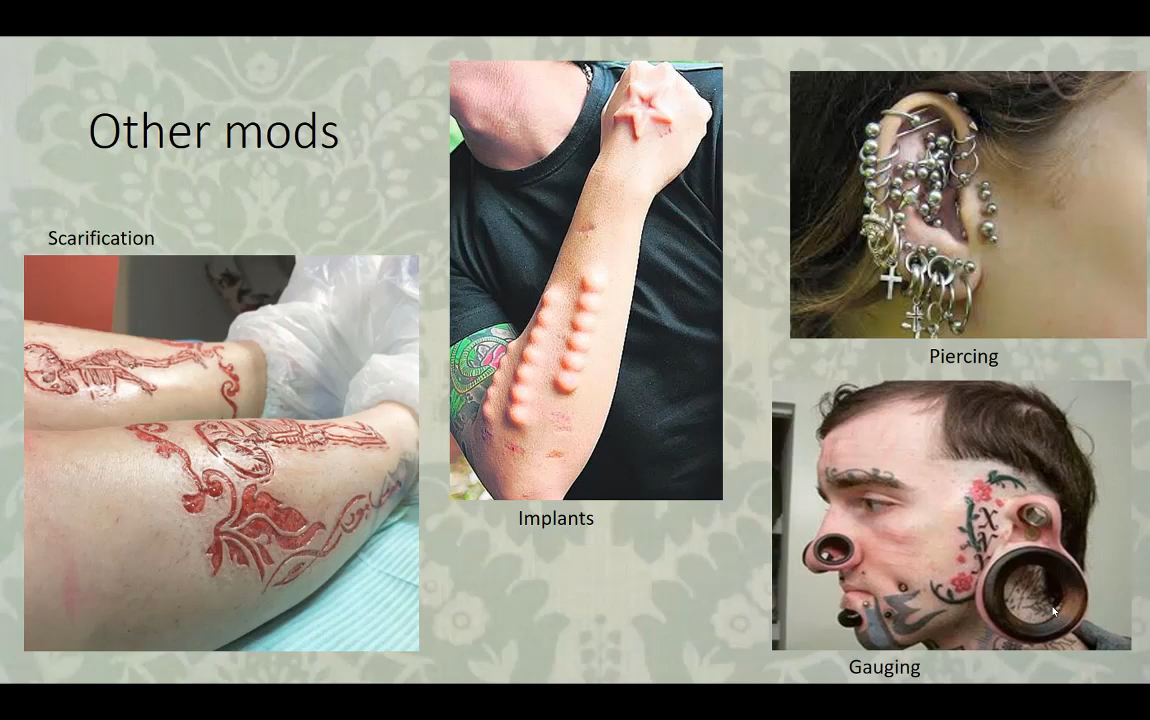 Other mods
Scarification
Implants
Piercing
Gauging